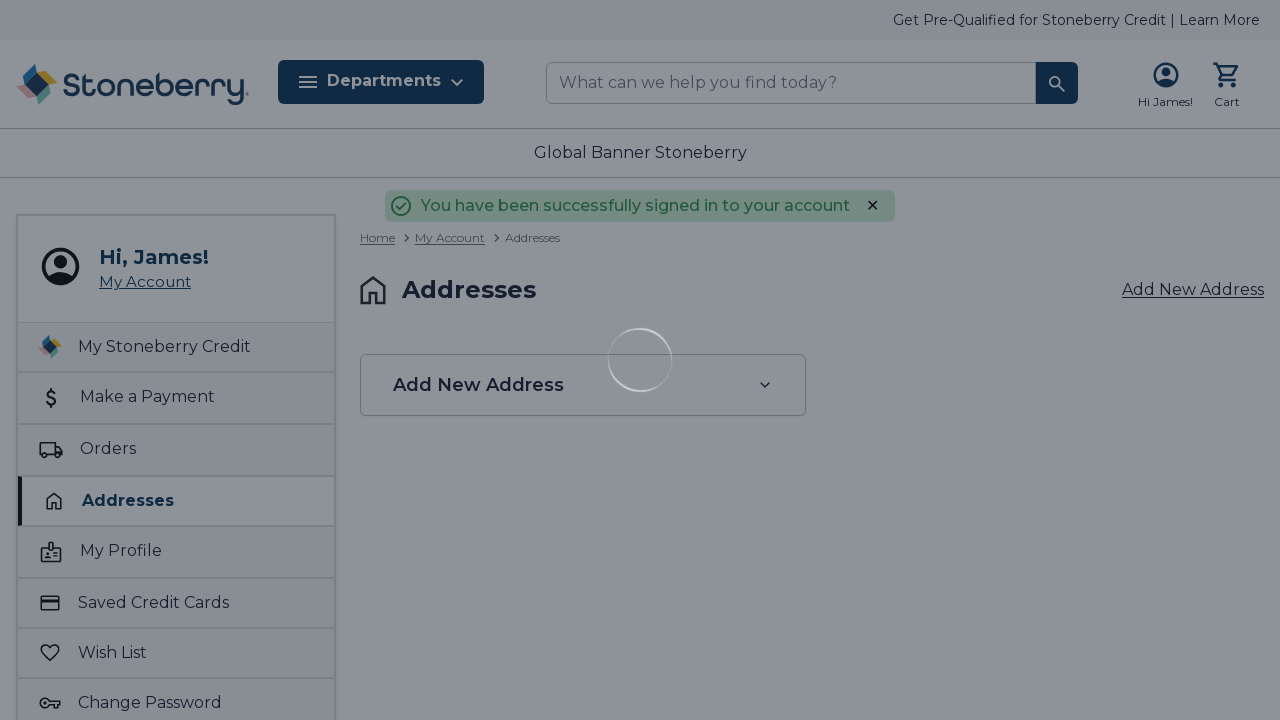 Get Pre-Qualified for Stoneberry Credit | Learn More
Stoneberry
Departments
What can we help you find today?
Hi James!
Cart
Global Banner Stoneberry
You have been successfully signed in to your account
Hi, James!
My Account
My Stoneberry Credit
Make a Payment
Orders
Addresses
My Profile
Saved Credit Cards
Wish List
Change Password
Home > My Account > Addresses
Addresses
Add New Address
Add New Address